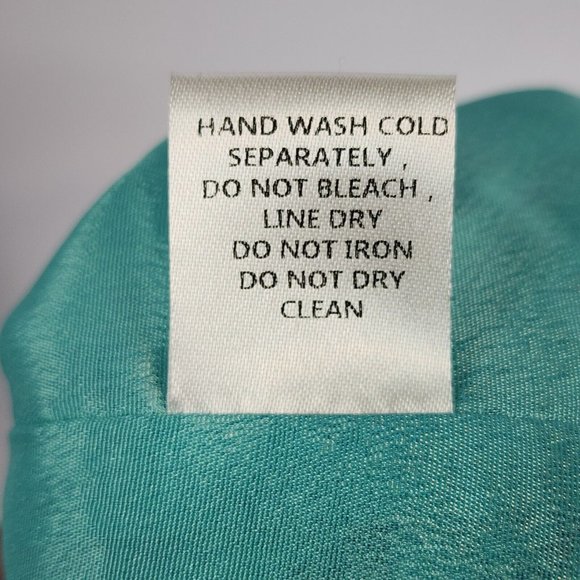 HAND WASH COLD
SEPARATELY ,
DO NOT BLEACH ,
LINE DRY
DO NOT IRON
DO NOT DRY
CLEAN